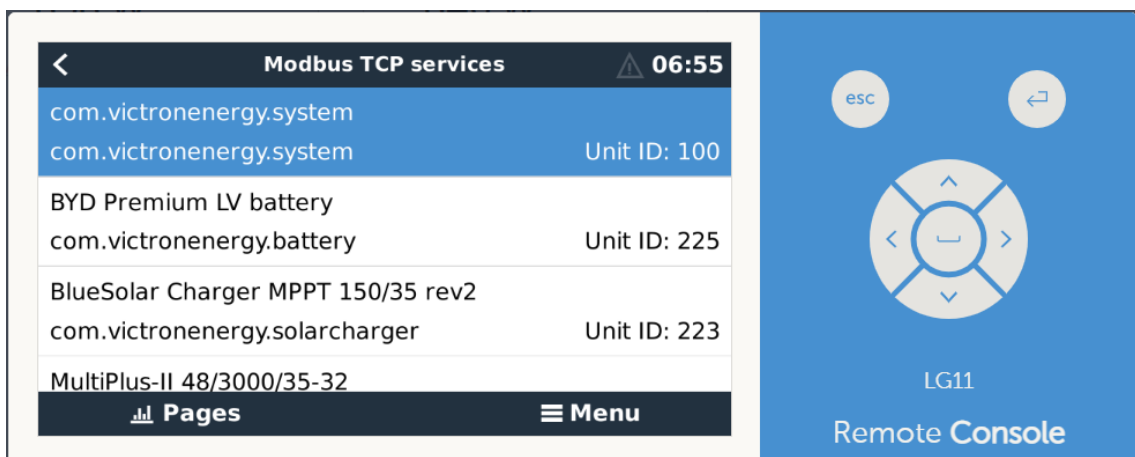 Modbus TCP services
06:55
com.victronenergy.system
com.victronenergy.system Unit ID: 100
BYD Premium LV battery
com.victronenergy.battery Unit ID: 225
BlueSolar Charger MPPT 150/35 rev2
com.victronenergy.solarcharger Unit ID: 223
MultiPlus-II 48/3000/35-32
Pages
Menu
esc
LG11
Remote Console